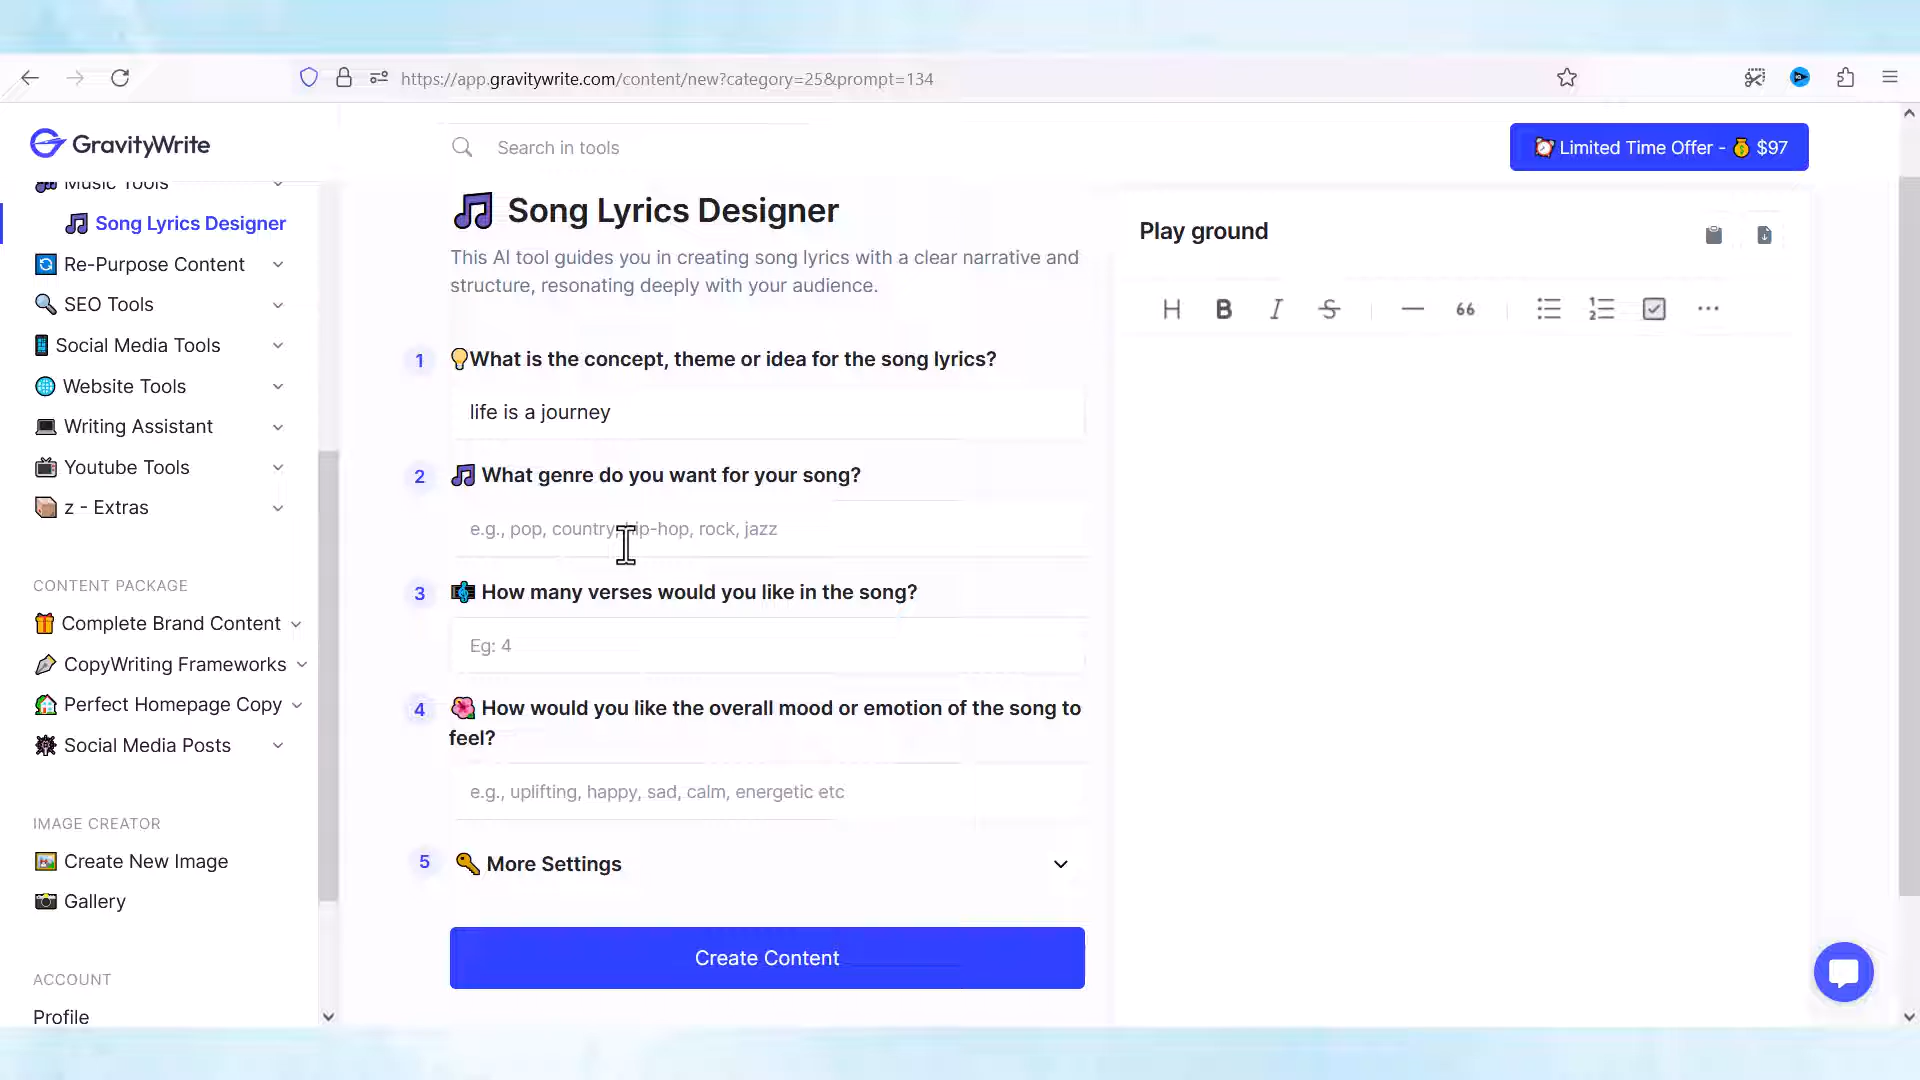 https://app.gravitywrite.com/content/new?category=25&prompt=134
GravityWrite
Search in tools
Limited Time Offer - $97
Music Tools
Song Lyrics Designer
Re-Purpose Content
SEO Tools
Social Media Tools
Website Tools
Writing Assistant
Youtube Tools
z - Extras
CONTENT PACKAGE
Complete Brand Content
CopyWriting Frameworks
Perfect Homepage Copy
Social Media Posts
IMAGE CREATOR
Create New Image
Gallery
ACCOUNT
Profile
Song Lyrics Designer
This AI tool guides you in creating song lyrics with a clear narrative and
structure, resonating deeply with your audience.
1 What is the concept, theme or idea for the song lyrics?
life is a journey
2 What genre do you want for your song?
e.g., pop, country, hip-hop, rock, jazz
3 How many verses would you like in the song?
Eg: 4
4 How would you like the overall mood or emotion of the song to
feel?
e.g., uplifting, happy, sad, calm, energetic etc
5 More Settings
Create Content
Play ground
H B I S